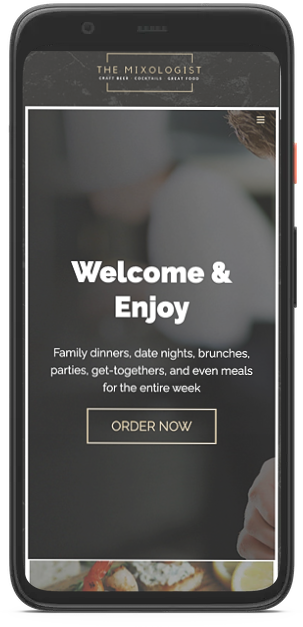 THE MIXOLOGIST
CRAFT BEER COCKTAILS GREAT FOOD
Welcome &
Enjoy
Family dinners, date nights, brunches,
parties, get-togethers, and even meals
for the entire week
ORDER NOW